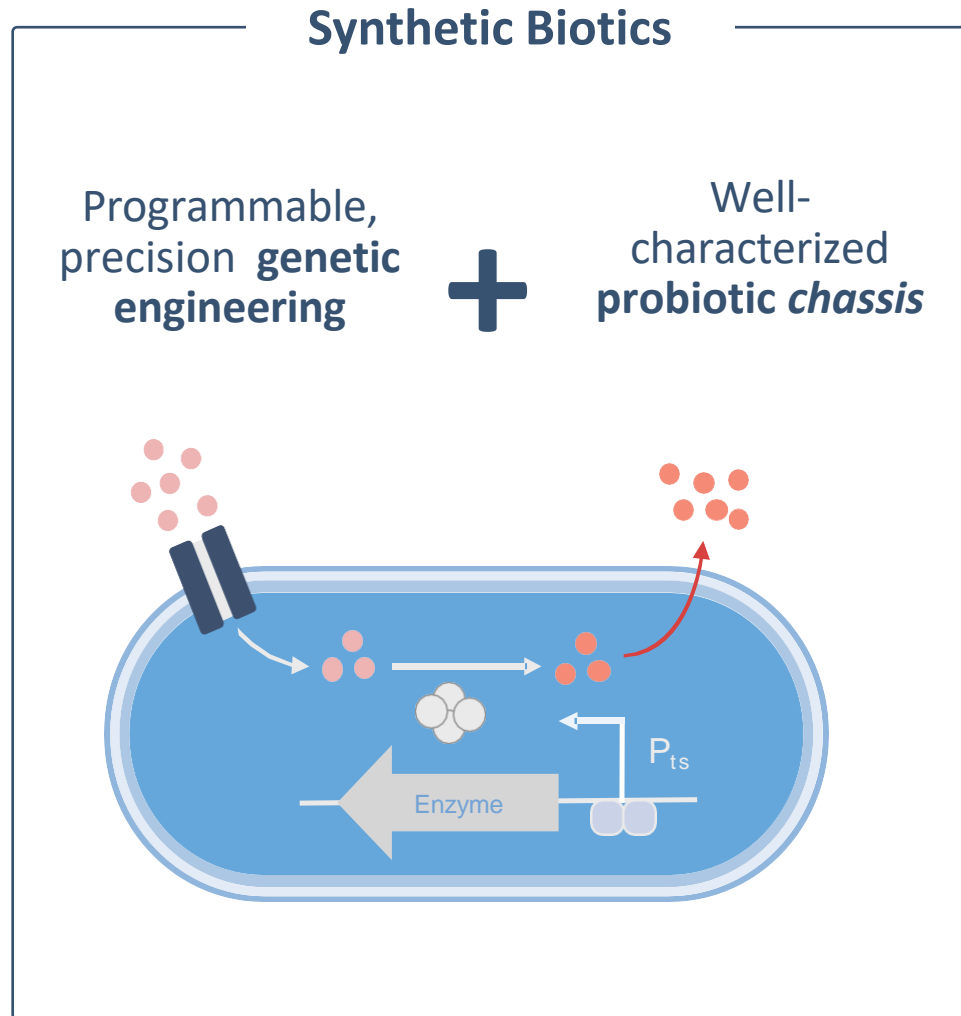 Synthetic Biotics
Programmable,
precision genetic
engineering
+
Well-
characterized
probiotic chassis
Pts
Enzyme